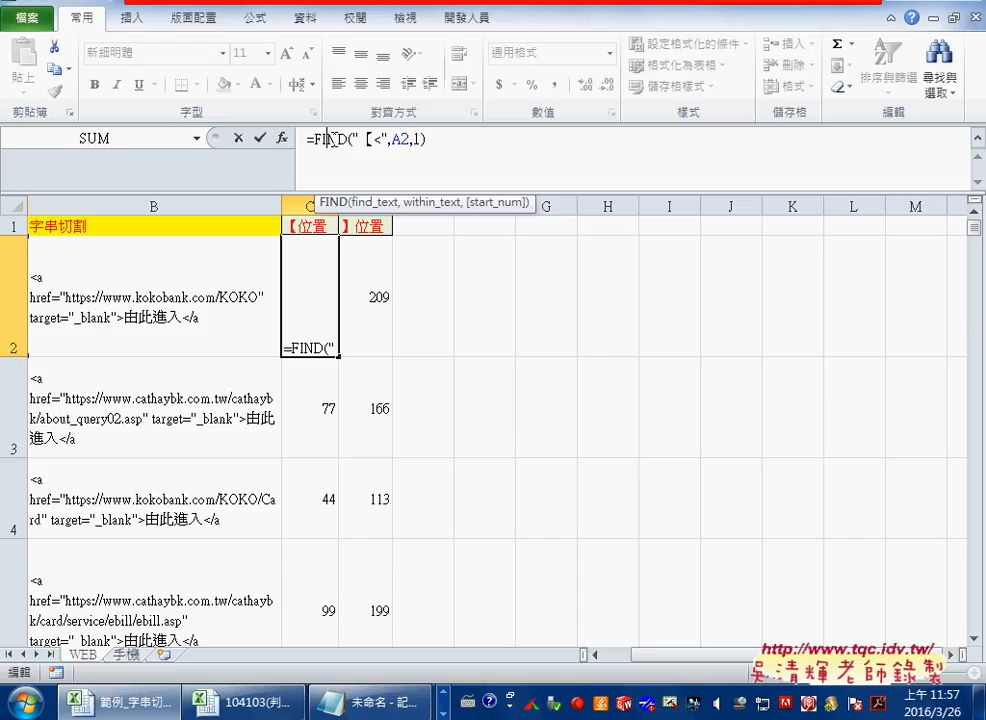 檔案 常用 插入 版面配置 公式 資料 校閱 檢視 開發人員
貼上 新細明體 11 通用格式 設定格式化的條件 插入 Σ
格式化為表格 刪除 排序與篩選 尋找與選取
B I U A $ % , 儲存格樣式 格式
剪貼簿 字型 對齊方式 數值 樣式 儲存格 編輯
SUM fx =FIND("【<",A2,1)
FIND(find_text, within_text, [start_num])
B C G H I J K L M
1 字串切割 【位置 】位置
<a
href="https://www.kokobank.com/KOKO"
target="_blank">由此進入</a
209
2 =FIND("
<a
href="https://www.cathaybk.com.tw/cathayb
k/about_query02.asp" target="_blank">由此
進入</a
77 166
3
<a
href="https://www.kokobank.com/KOKO/Ca
rd" target="_blank">由此進入</a
44 113
4
<a
href="https://www.cathaybk.com.tw/cathayb
k/card/service/ebill/ebill.asp"
target="_blank">由此進入</a
99 199
WEB 手機
編輯
http://www.tqc.idv.tw/
吳清輝老師錄製
範例_字串切... 104103(判... 未命名 - 記...
上午 11:57
2016/3/26